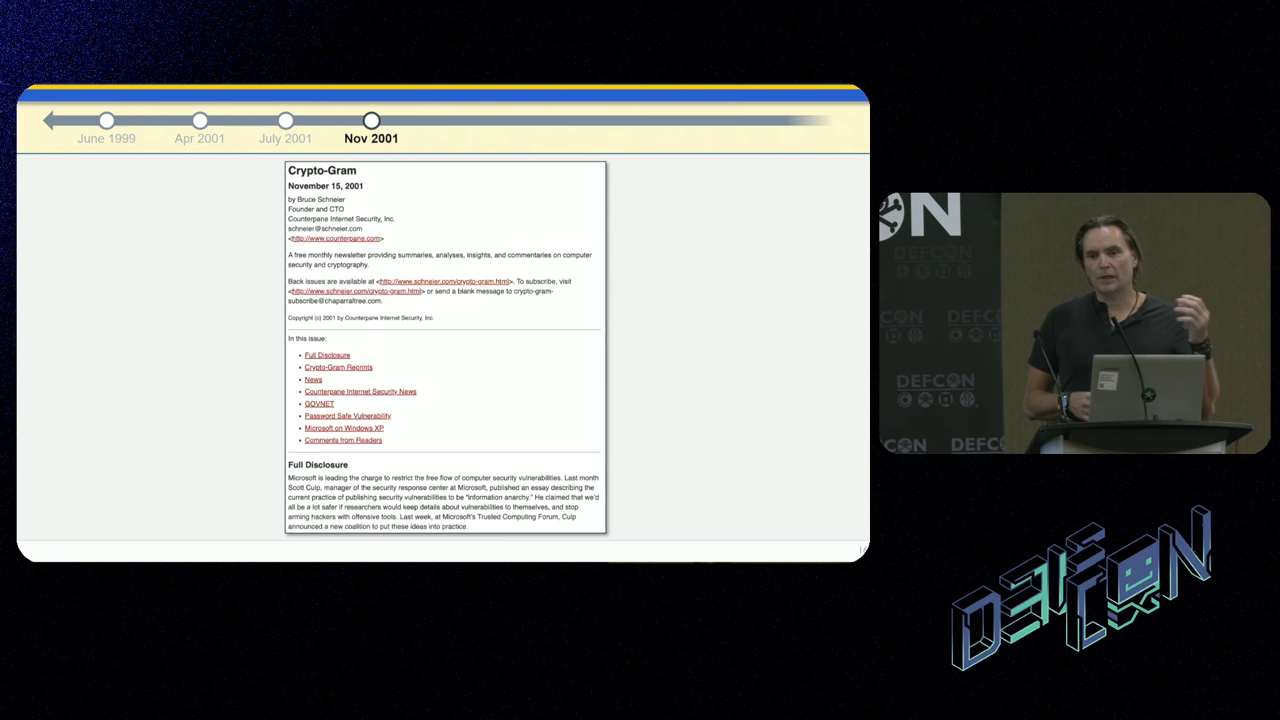 June 1999
Apr 2001
July 2001
Nov 2001
Crypto-Gram
November 15, 2001
by Bruce Schneier
Founder and CTO
Counterpane Internet Security, Inc.
schneier@schneier.com
<http://www.counterpane.com>
A free monthly newsletter providing summaries, analyses, insights, and commentaries on computer
security and cryptography.
Back issues are available at <http://www.schneier.com/crypto-gram.html>. To subscribe, visit
<http://www.schneier.com/crypto-gram.html> or send a blank message to crypto-gram-
subscribe@chaparraltree.com.
Copyright (c) 2001 by Counterpane Internet Security, Inc.
In this issue:
• Full Disclosure
• Crypto-Gram Reprints
• News
• Counterpane Internet Security News
• GOVNET
• Password Safe Vulnerability
• Microsoft on Windows XP
• Comments from Readers
Full Disclosure
Microsoft is leading the charge to restrict the free flow of computer security vulnerabilities. Last month
Scott Culp, manager of the security response center at Microsoft, published an essay describing the
current practice of publishing security vulnerabilities to be "information anarchy." He claimed that we'd
all be a lot safer if researchers would keep details about vulnerabilities to themselves, and stop
arming hackers with offensive tools. Last week, at Microsoft's Trusted Computing Forum, Culp
announced a new coalition to put these ideas into practice.
ON
DEFCON
DEFC
DEFCON
CON
DEFC
DEFCON